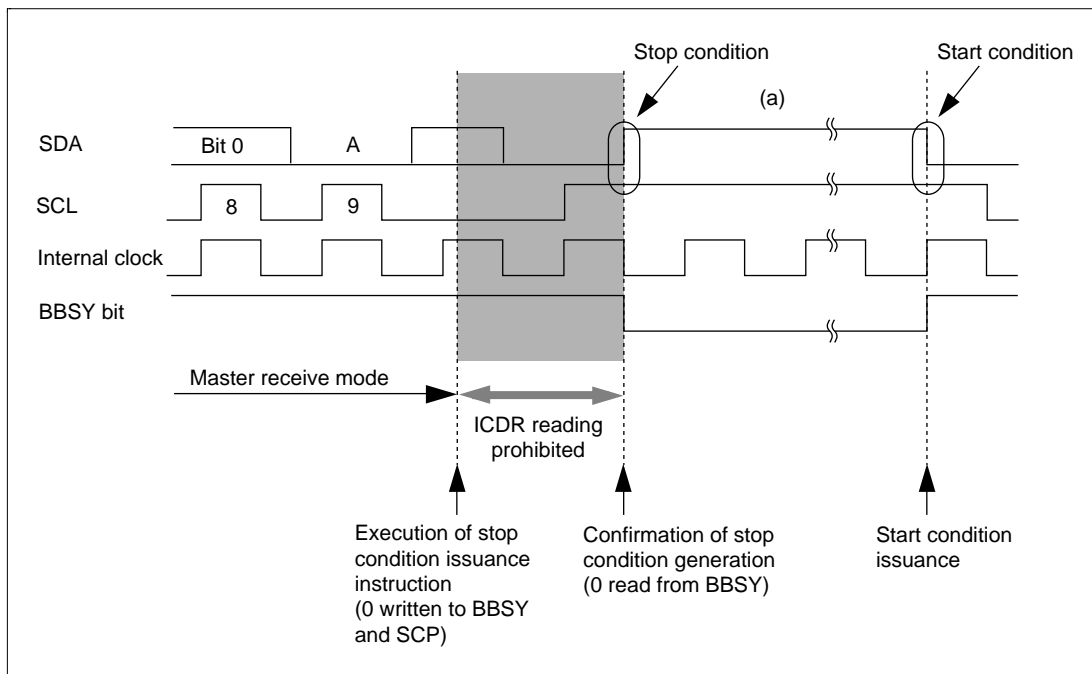 Stop condition
Start condition
(a)
SDA
Bit 0
A
SCL
8
9
Internal clock
BBSY bit
Master receive mode
ICDR reading
prohibited
Execution of stop
condition issuance
instruction
(0 written to BBSY
and SCP)
Confirmation of stop
condition generation
(0 read from BBSY)
Start condition
issuance